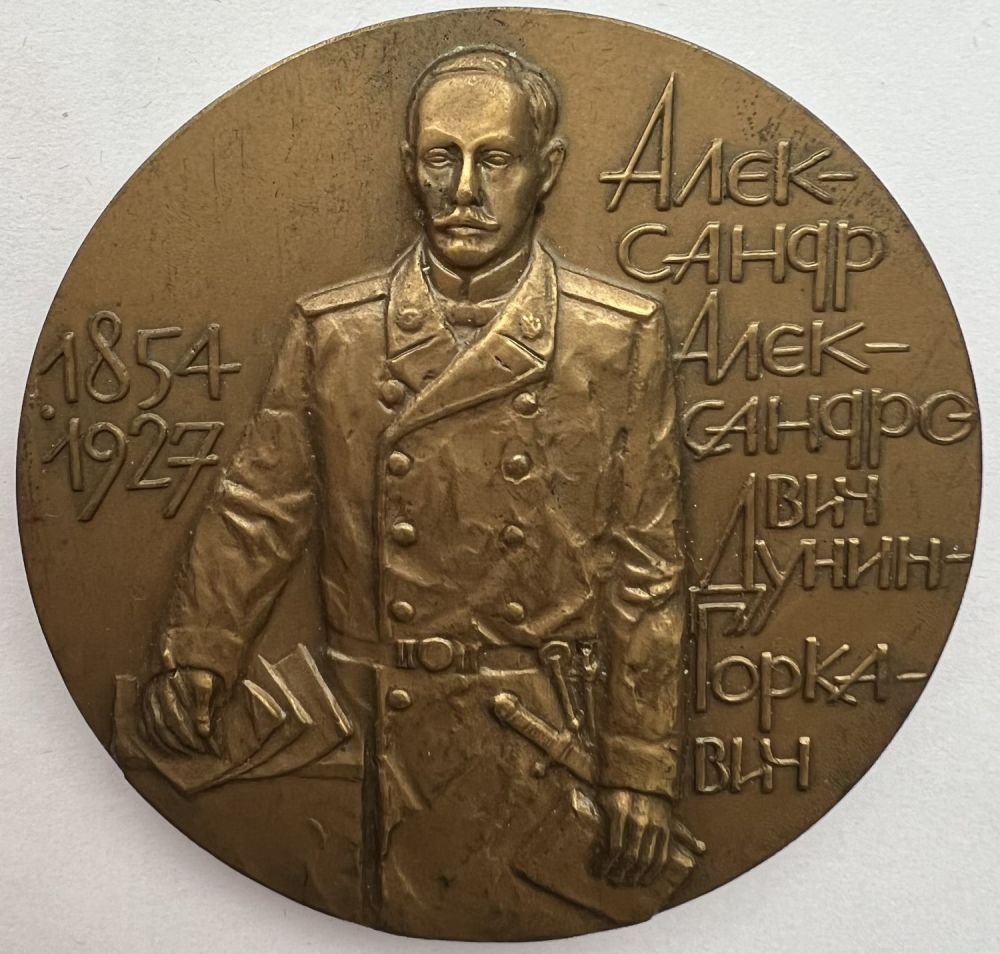 1854
1927
Алек-
сандр
Алек-
сандро
вич
Дунин-
Горка-
вич